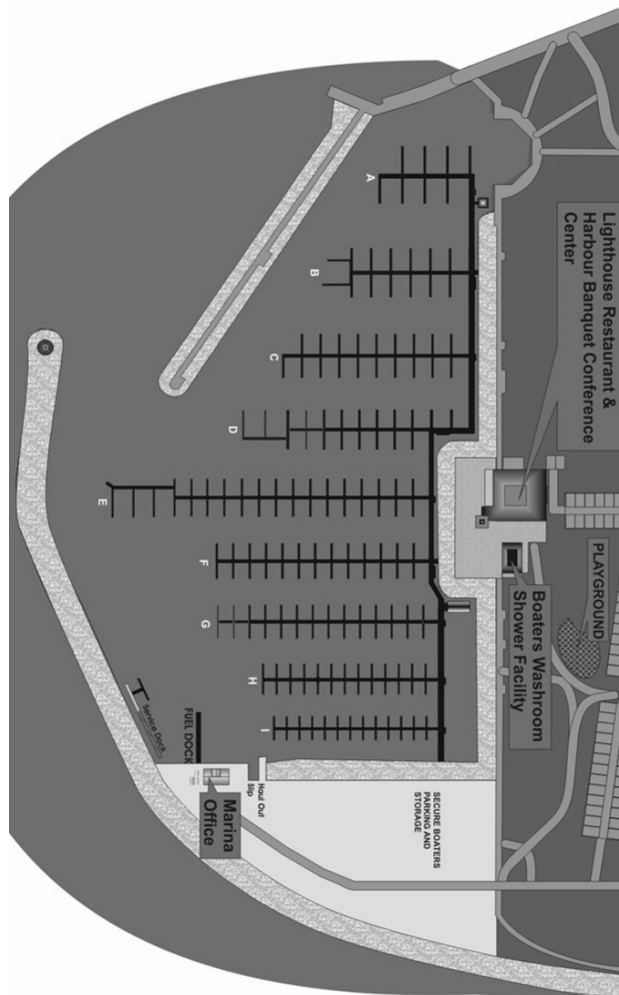 Lighthouse Restaurant &
Harbour Banquet Conference
Center
A
B
C
D
E
F
G
H
I
PLAYGROUND
Boaters Washroom
Shower Facility
Service Dock
FUEL DOCK
Haul Out
Slip
Marina
Office
SECURE BOATERS
PARKING AND
STORAGE